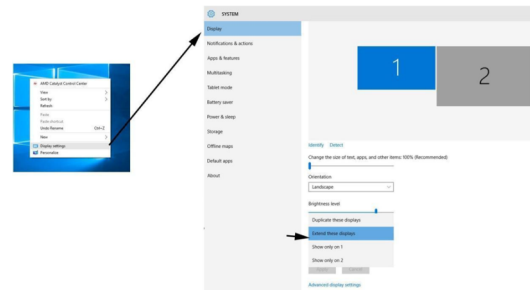 AMD Catalyst Control Center
View
Sort by
Refresh
Paste
Paste shortcut
Undo Rename Ctrl+Z
New
Display settings
Personalize
SYSTEM
Display
Notifications & actions
Apps & features
Multitasking
Tablet mode
Battery saver
Power & sleep
Storage
Offline maps
Default apps
About
1
2
Identify Detect
Change the size of text, apps, and other items: 100% (Recommended)
Orientation
Landscape
Brightness level
Duplicate these displays
Extend these displays
Show only on 1
Show only on 2
Apply Cancel
Advanced display settings